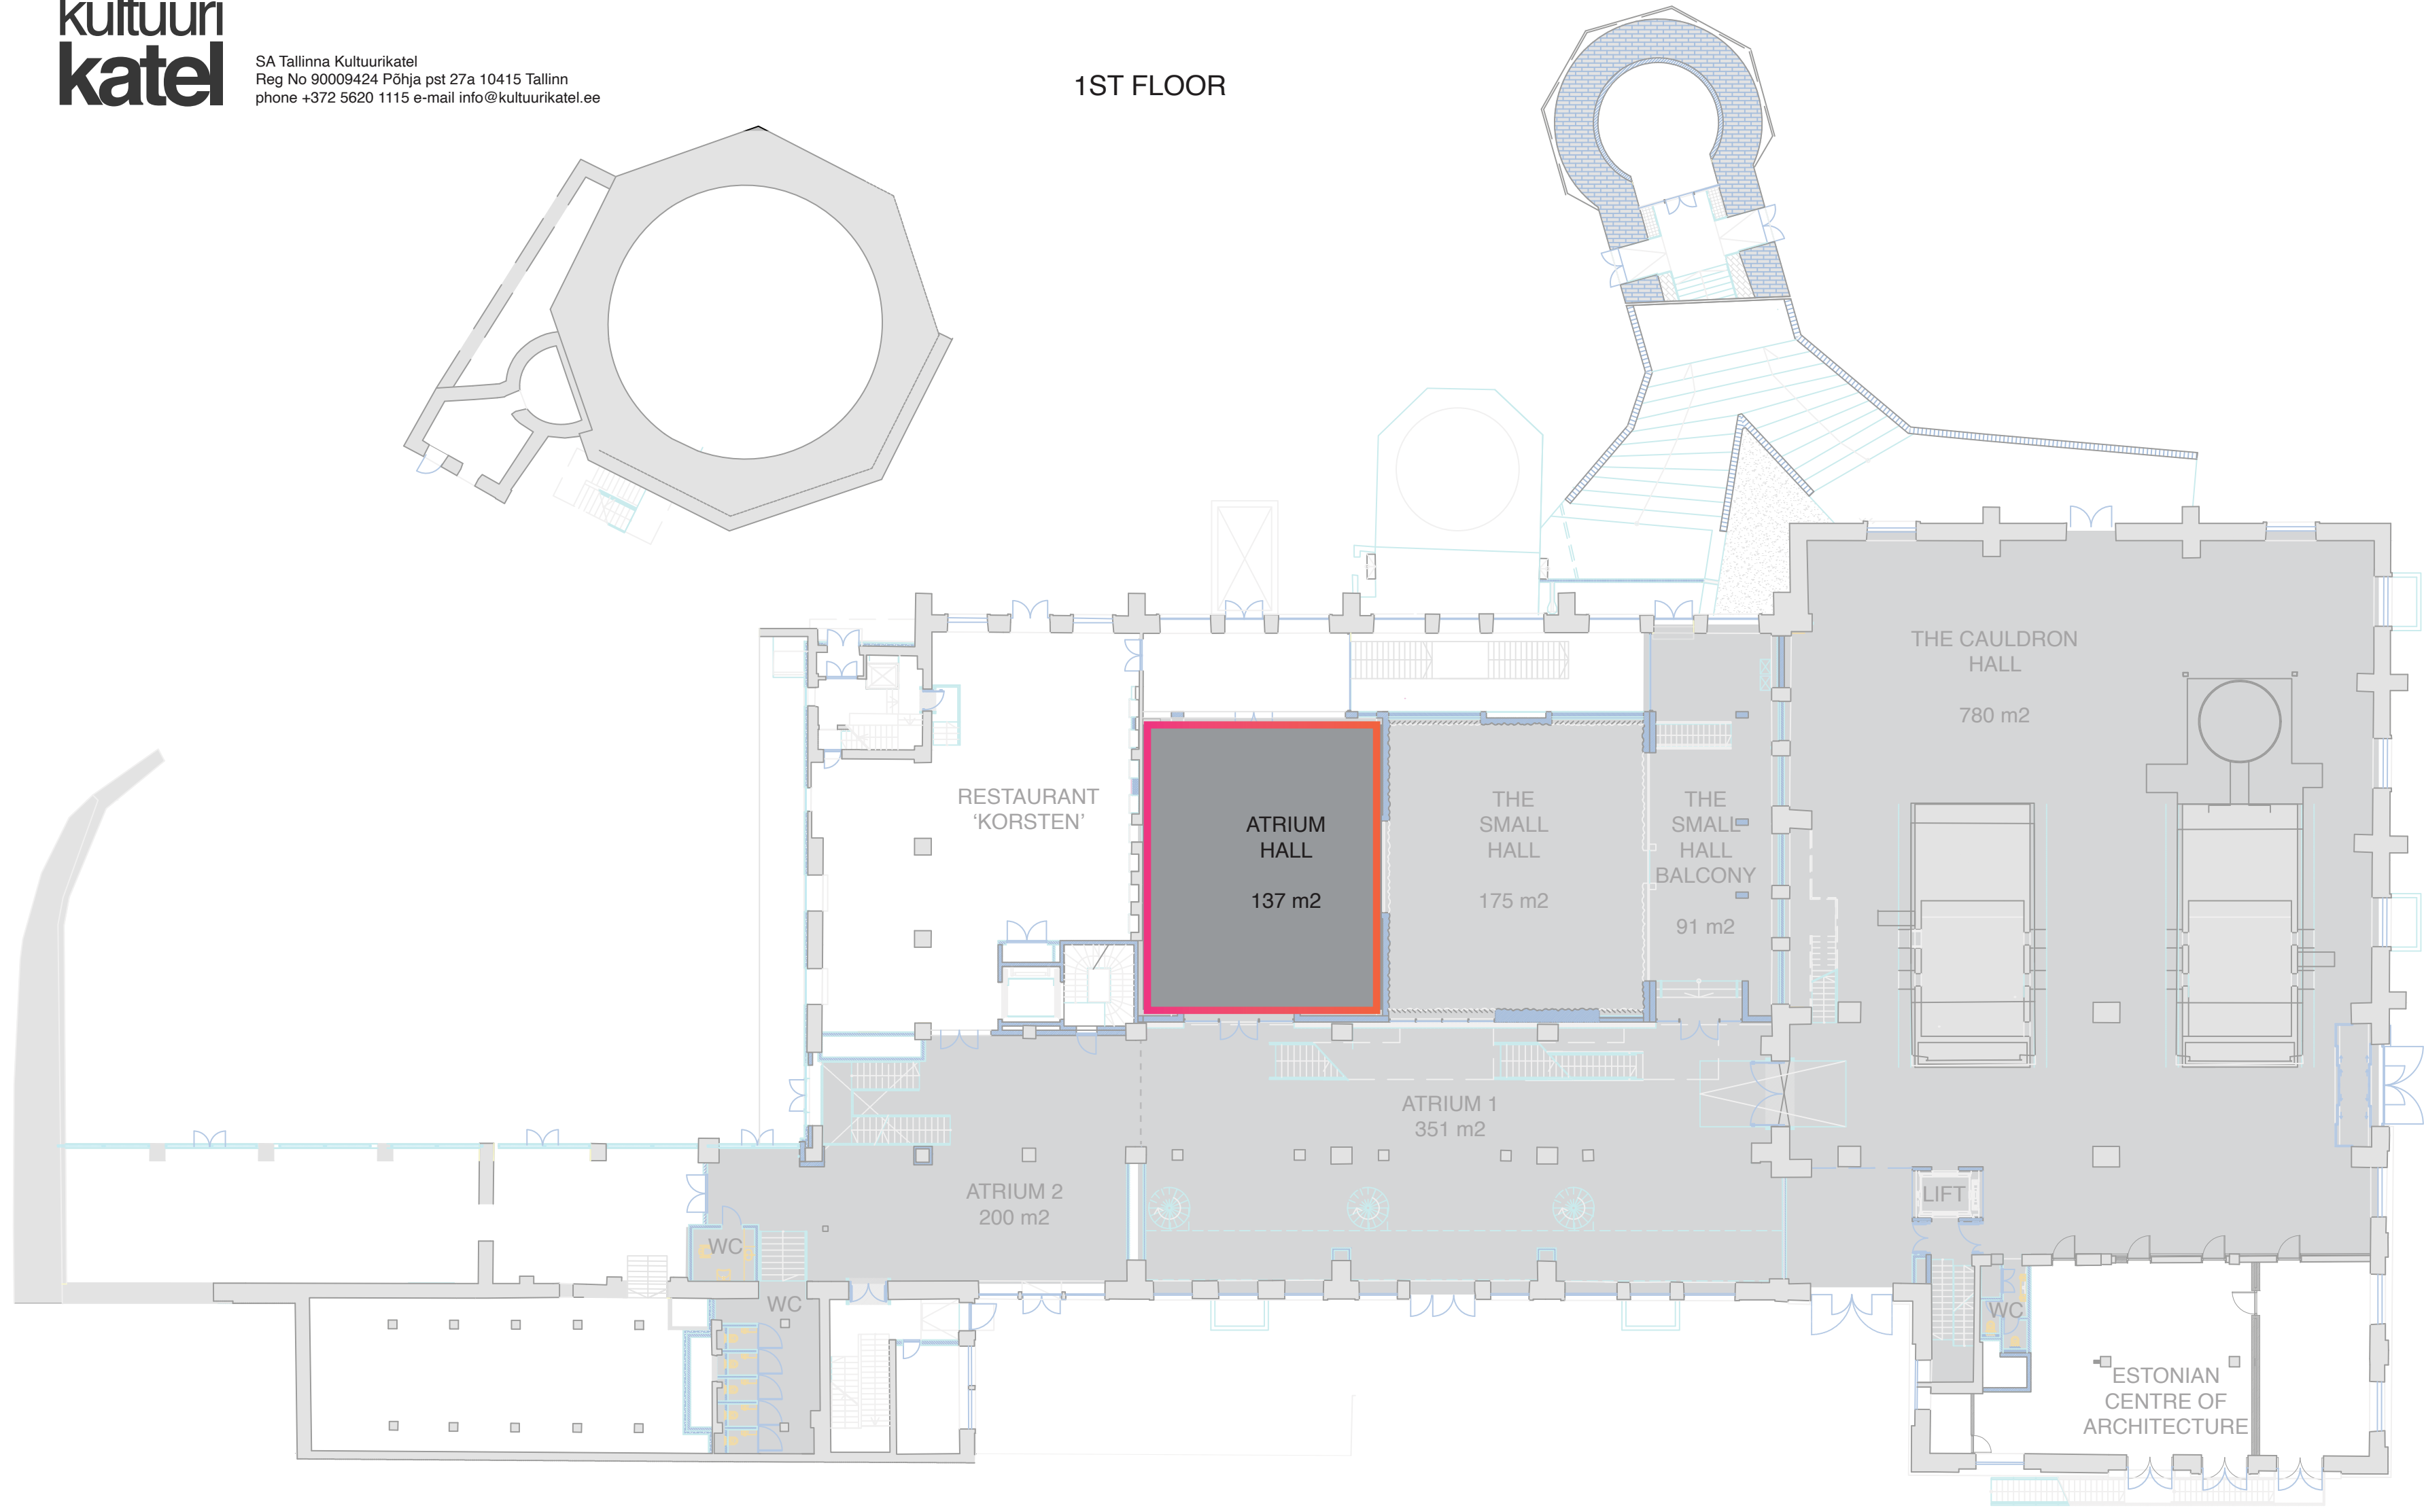 kultuuri
katel
SA Tallinna Kultuurikatel
Reg No 90009424 Põhja pst 27a 10415 Tallinn
phone +372 5620 1115 e-mail info@kultuurikatel.ee
1ST FLOOR
THE CAULDRON
HALL
780 m2
RESTAURANT
‘KORSTEN’
ATRIUM
HALL
137 m2
THE
SMALL
HALL
175 m2
THE
SMALL
HALL
BALCONY
91 m2
ATRIUM 1
351 m2
ATRIUM 2
200 m2
LIFT
WC
WC
WC
ESTONIAN
CENTRE OF
ARCHITECTURE